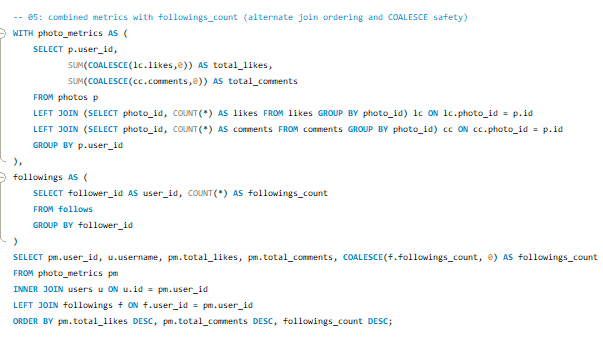 -- 05: combined metrics with followings_count (alternate join ordering and COALESCE safety)
WITH photo_metrics AS (
SELECT p.user_id,
SUM(COALESCE(lc.likes,0)) AS total_likes,
SUM(COALESCE(cc.comments,0)) AS total_comments
FROM photos p
LEFT JOIN (SELECT photo_id, COUNT(*) AS likes FROM likes GROUP BY photo_id) lc ON lc.photo_id = p.id
LEFT JOIN (SELECT photo_id, COUNT(*) AS comments FROM comments GROUP BY photo_id) cc ON cc.photo_id = p.id
GROUP BY p.user_id
),
followings AS (
SELECT follower_id AS user_id, COUNT(*) AS followings_count
FROM follows
GROUP BY follower_id
)
SELECT pm.user_id, u.username, pm.total_likes, pm.total_comments, COALESCE(f.followings_count, 0) AS followings_count
FROM photo_metrics pm
INNER JOIN users u ON u.id = pm.user_id
LEFT JOIN followings f ON f.user_id = pm.user_id
ORDER BY pm.total_likes DESC, pm.total_comments DESC, followings_count DESC;